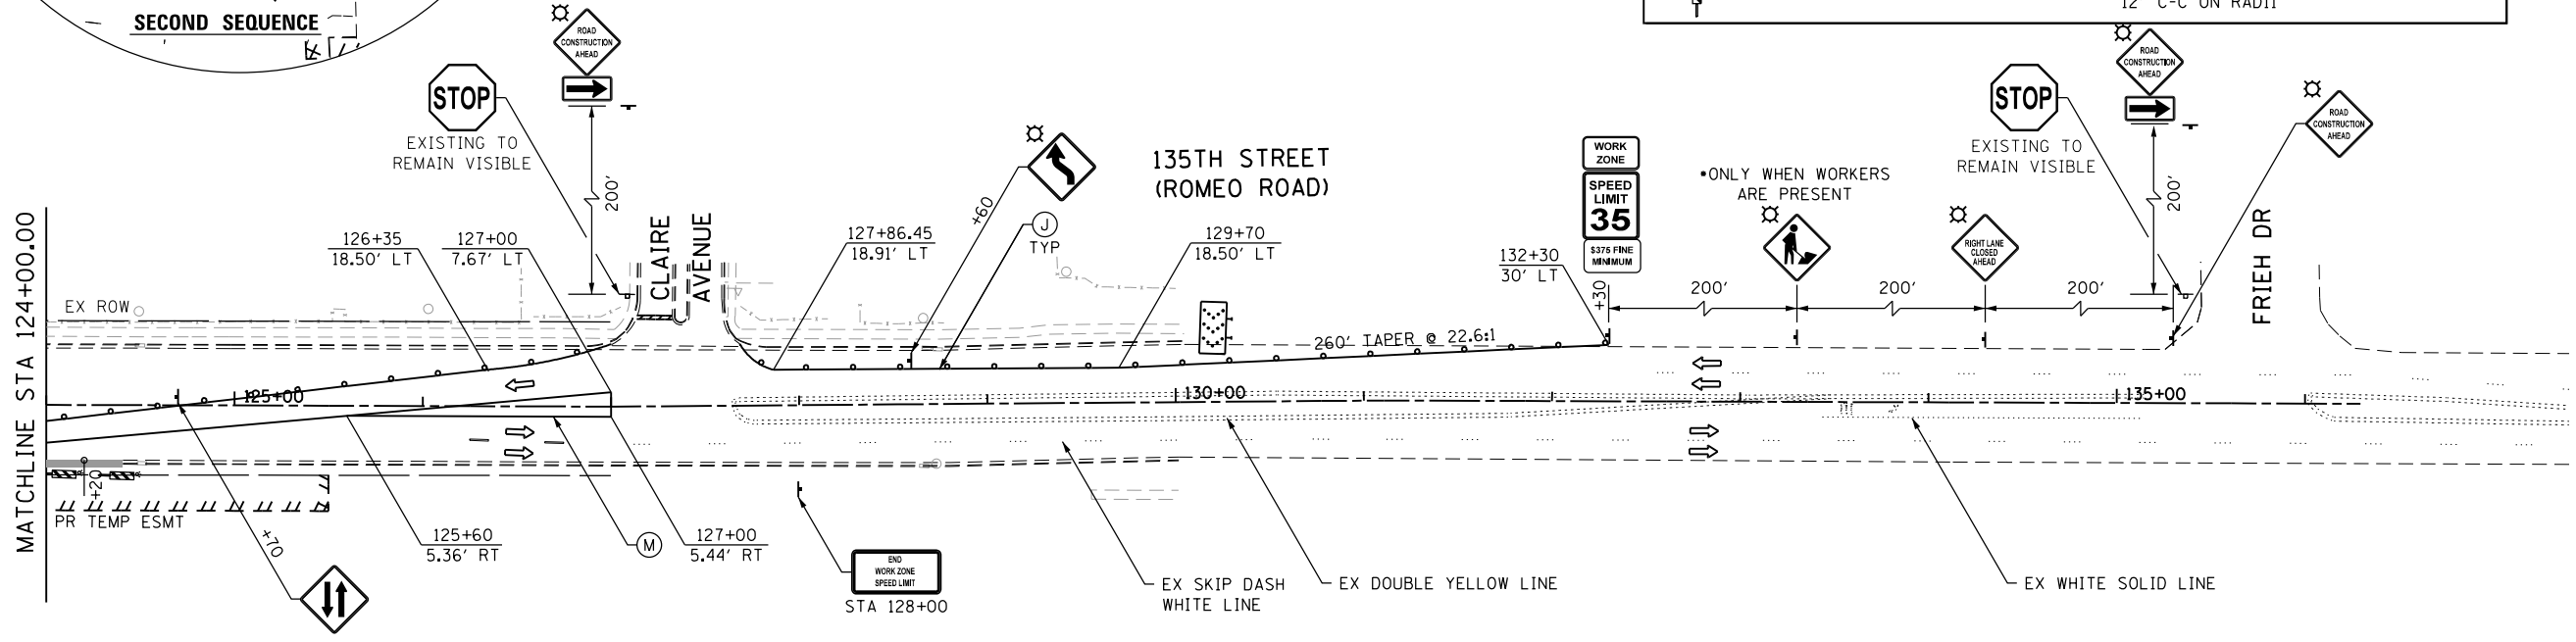 SECOND SEQUENCE
12" C-C ON RADII
ROAD
CONSTRUCTION
AHEAD
STOP
EXISTING TO
REMAIN VISIBLE
200'
CLAIRE
AVENUE
+60
135TH STREET
(ROMEO ROAD)
J
TYP
WORK
ZONE
SPEED
LIMIT
35
$375 FINE
MINIMUM
•ONLY WHEN WORKERS
ARE PRESENT
RIGHT LANE
CLOSED
AHEAD
STOP
EXISTING TO
REMAIN VISIBLE
ROAD
CONSTRUCTION
AHEAD
200'
ROAD
CONSTRUCTION
AHEAD
FRIEH DR
MATCHLINE STA 124+00.00
126+35
18.50' LT
127+00
7.67' LT
127+86.45
18.91' LT
129+70
18.50' LT
132+30
30' LT
+30
200'
200'
200'
EX ROW
260' TAPER @ 22.6:1
125+00
130+00
135+00
+20
PR TEMP ESMT
+70
125+60
5.36' RT
M
127+00
5.44' RT
END
WORK ZONE
SPEED LIMIT
STA 128+00
EX SKIP DASH
WHITE LINE
EX DOUBLE YELLOW LINE
EX WHITE SOLID LINE